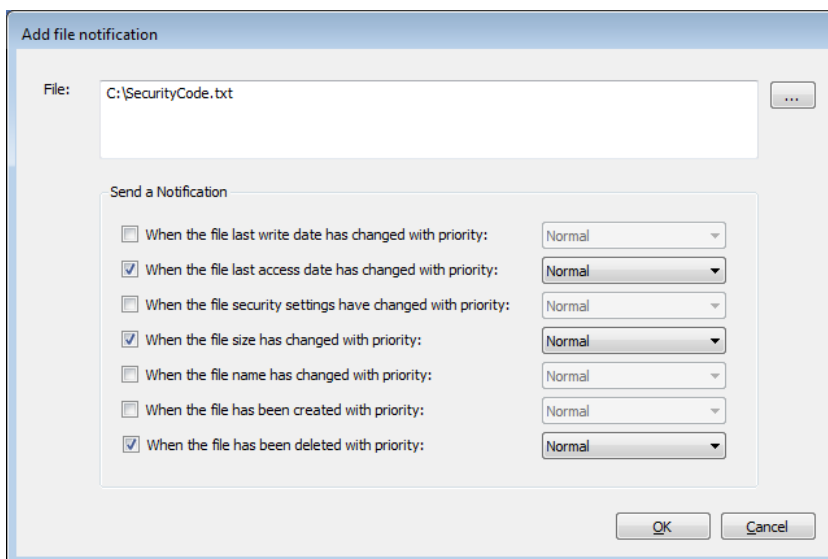 Add file notification
File:
C:\SecurityCode.txt
...
Send a Notification
When the file last write date has changed with priority: Normal
When the file last access date has changed with priority: Normal
When the file security settings have changed with priority: Normal
When the file size has changed with priority: Normal
When the file name has changed with priority: Normal
When the file has been created with priority: Normal
When the file has been deleted with priority: Normal
OK Cancel